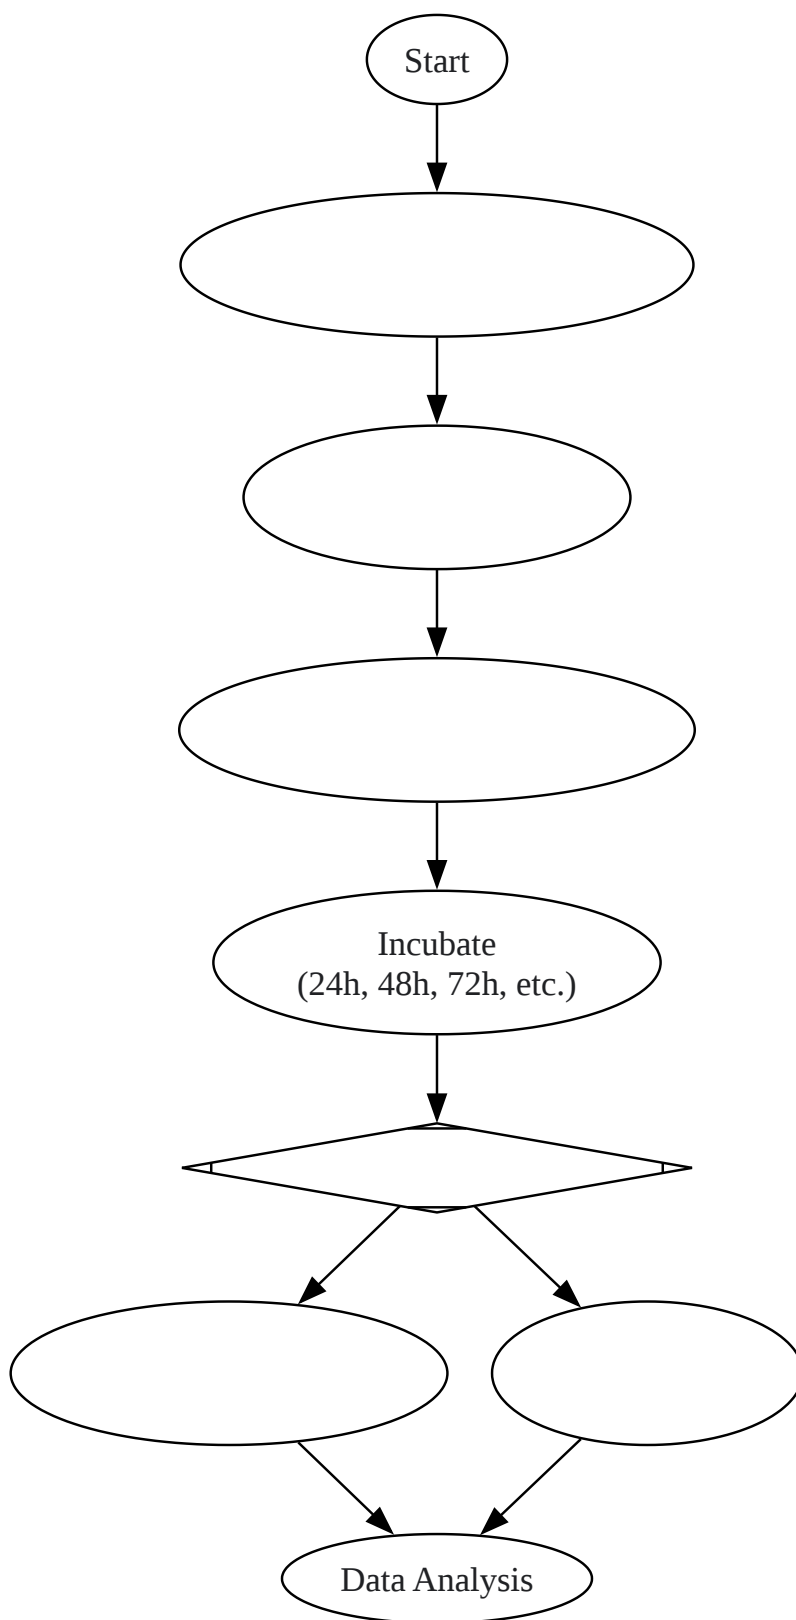 Start
Incubate
(24h, 48h, 72h, etc.)
Data Analysis